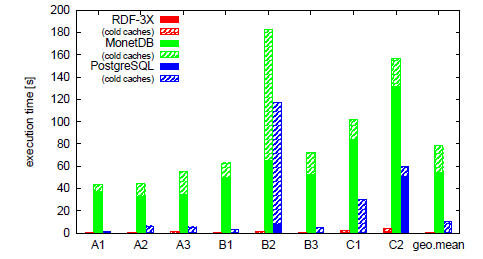 200
180
160
140
120
100
80
60
40
20
0
execution time [s]
RDF-3X
(cold caches)
MonetDB
(cold caches)
PostgreSQL
(cold caches)
A1 A2 A3 B1 B2 B3 C1 C2 geo.mean